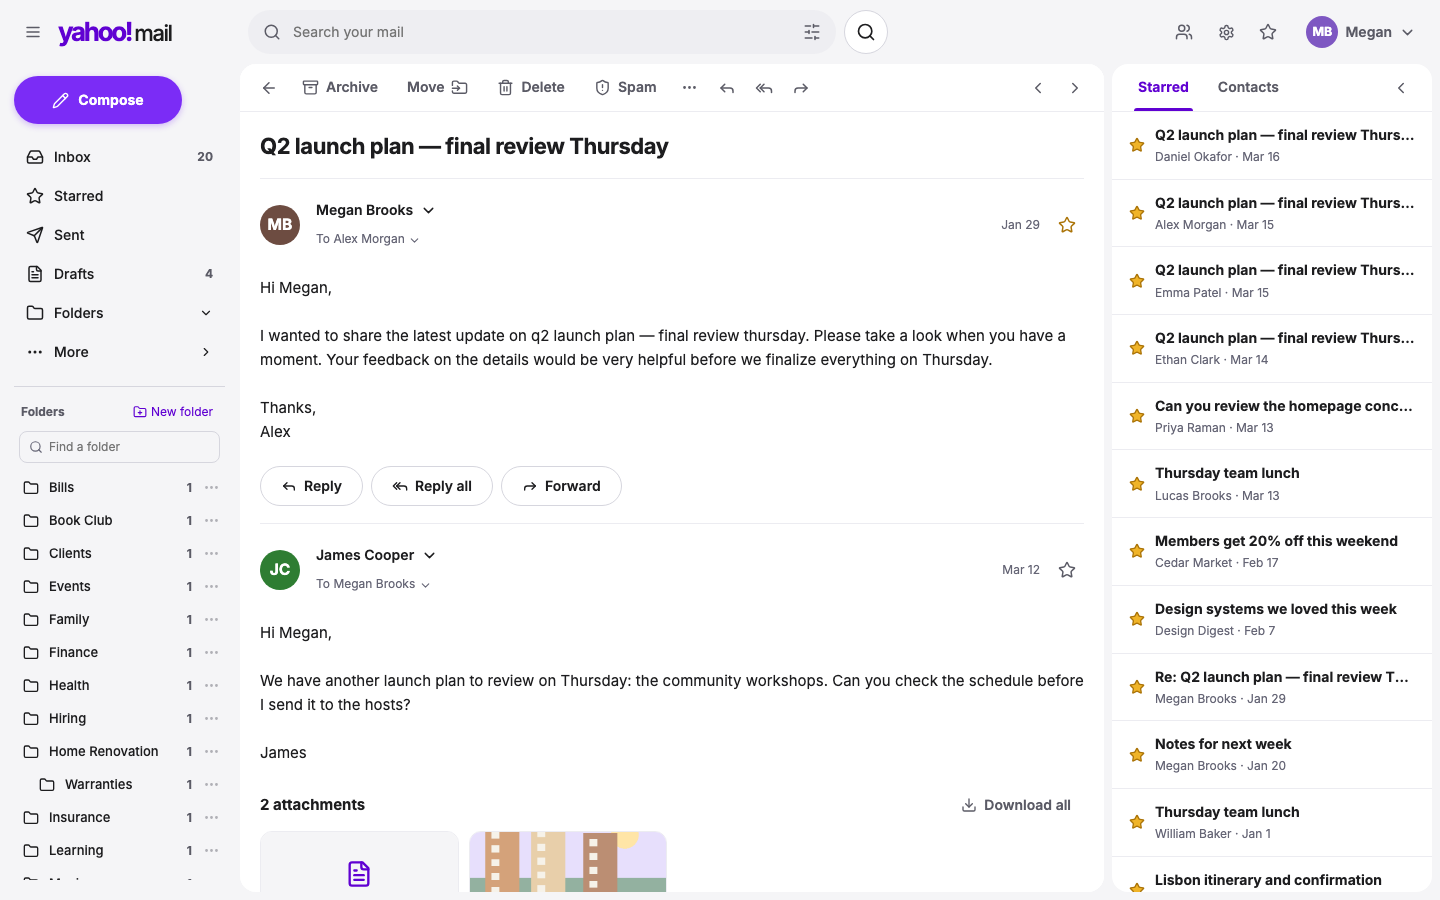 yahoo!mail
Search your mail
MB Megan
Compose
Inbox 20
Starred
Sent
Drafts 4
Folders
More
Folders New folder
Find a folder
Bills 1
Book Club 1
Clients 1
Events 1
Family 1
Finance 1
Health 1
Hiring 1
Home Renovation 1
Warranties 1
Insurance 1
Learning 1
Archive Move Delete Spam
Q2 launch plan — final review Thursday
MB Megan Brooks
To Alex Morgan
Jan 29
Hi Megan,
I wanted to share the latest update on q2 launch plan — final review thursday. Please take a look when you have a
moment. Your feedback on the details would be very helpful before we finalize everything on Thursday.
Thanks,
Alex
Reply Reply all Forward
JC James Cooper
To Megan Brooks
Mar 12
Hi Megan,
We have another launch plan to review on Thursday: the community workshops. Can you check the schedule before
I send it to the hosts?
James
2 attachments Download all
Starred Contacts
Q2 launch plan — final review Thurs...
Daniel Okafor · Mar 16
Q2 launch plan — final review Thurs...
Alex Morgan · Mar 15
Q2 launch plan — final review Thurs...
Emma Patel · Mar 15
Q2 launch plan — final review Thurs...
Ethan Clark · Mar 14
Can you review the homepage conc...
Priya Raman · Mar 13
Thursday team lunch
Lucas Brooks · Mar 13
Members get 20% off this weekend
Cedar Market · Feb 17
Design systems we loved this week
Design Digest · Feb 7
Re: Q2 launch plan — final review T...
Megan Brooks · Jan 29
Notes for next week
Megan Brooks · Jan 20
Thursday team lunch
William Baker · Jan 1
Lisbon itinerary and confirmation